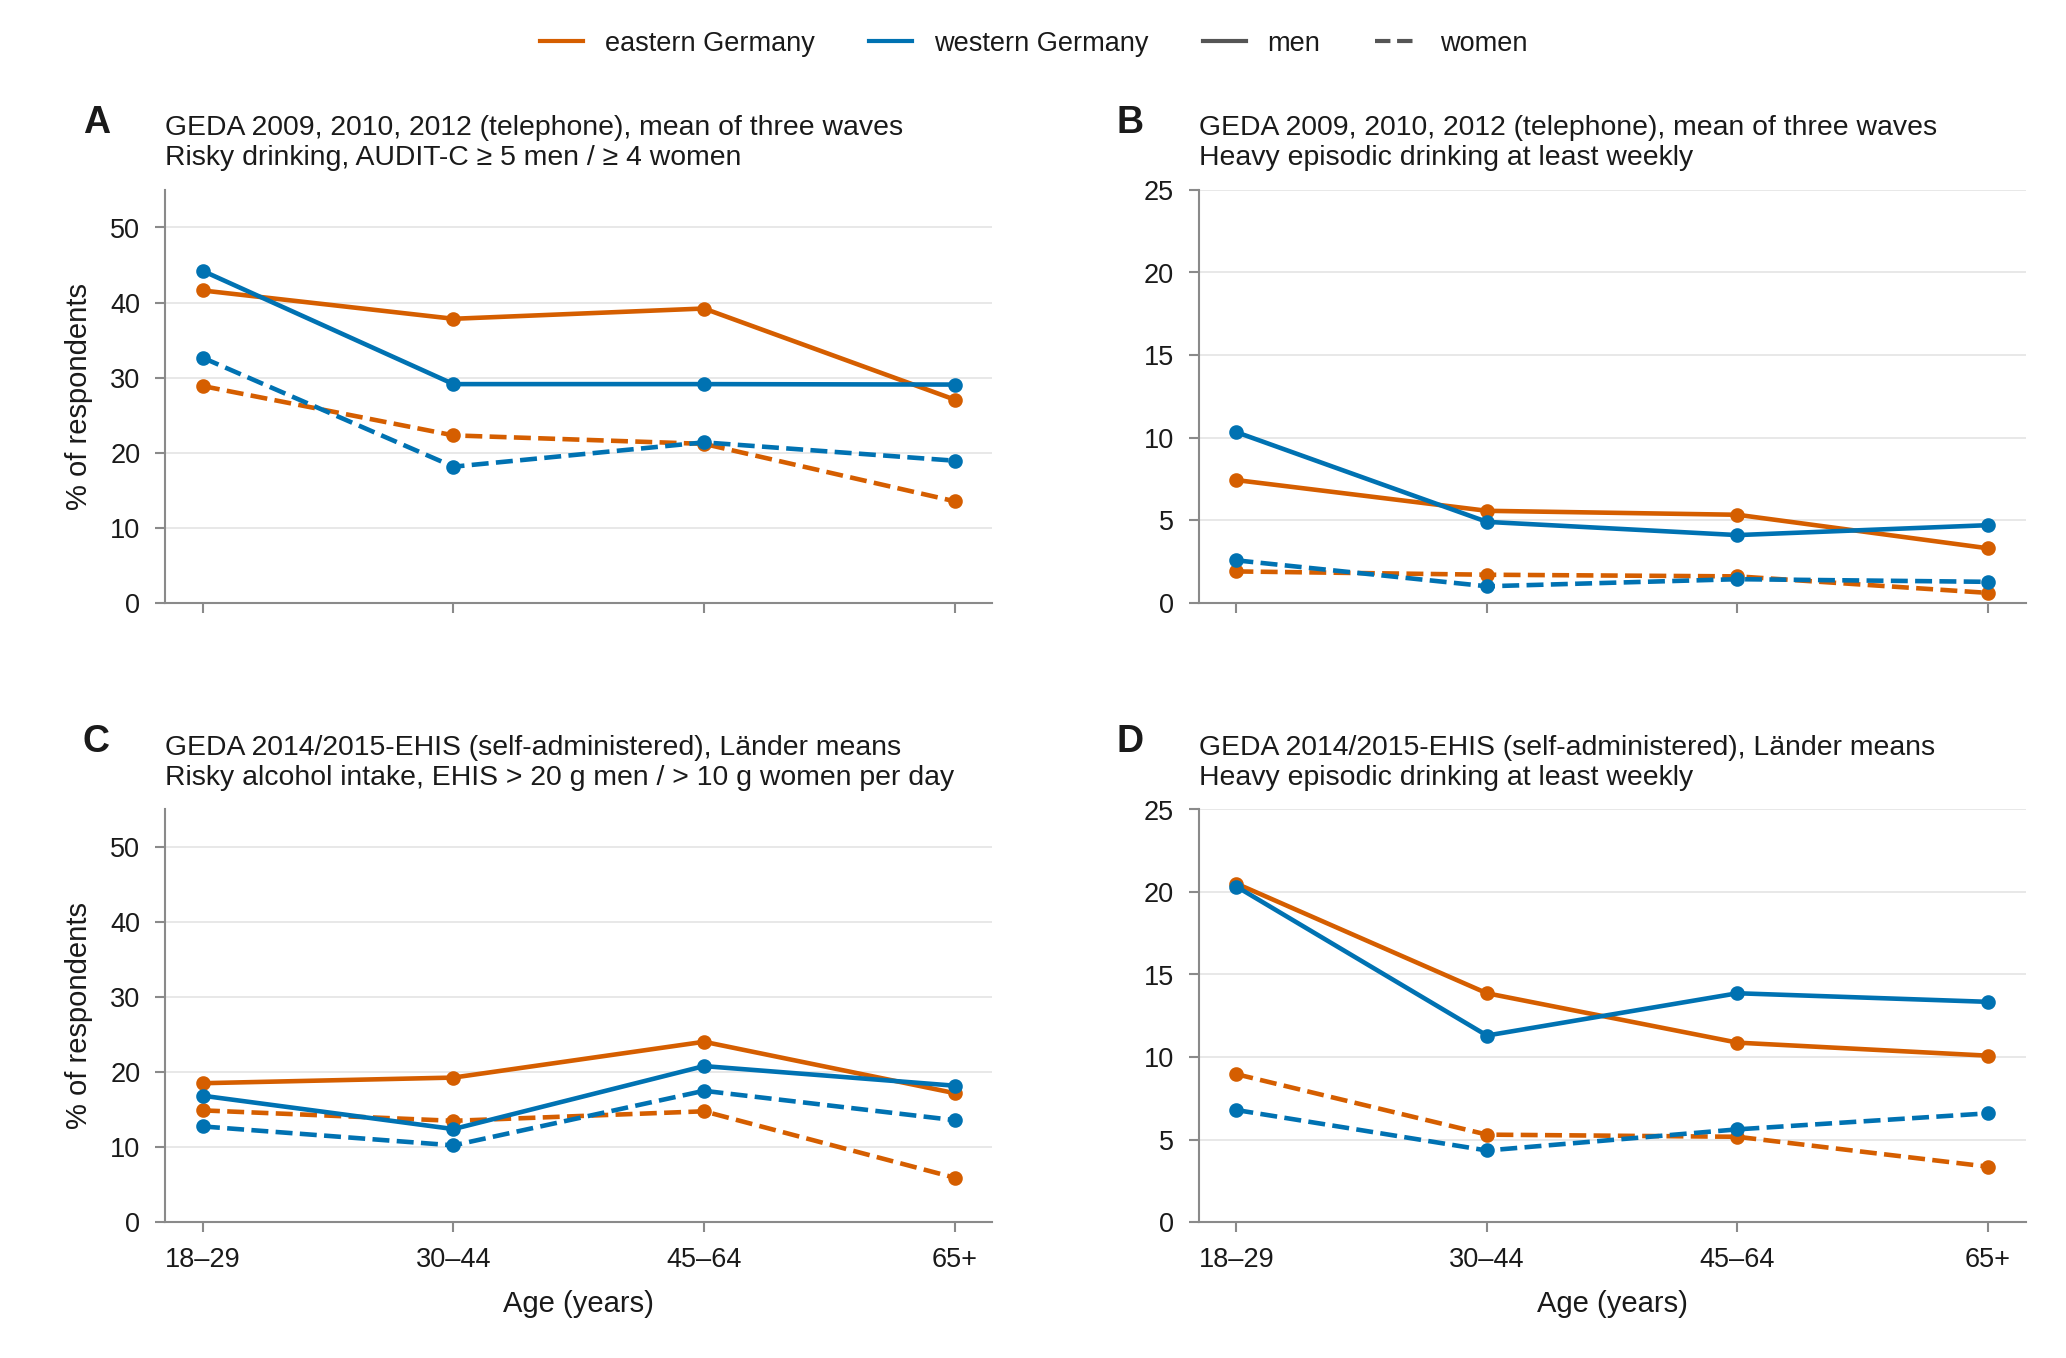 eastern Germany western Germany men women
A
GEDA 2009, 2010, 2012 (telephone), mean of three waves
Risky drinking, AUDIT-C ≥ 5 men / ≥ 4 women
% of respondents
50
40
30
20
10
0
B
GEDA 2009, 2010, 2012 (telephone), mean of three waves
Heavy episodic drinking at least weekly
25
20
15
10
5
0
C
GEDA 2014/2015-EHIS (self-administered), Länder means
Risky alcohol intake, EHIS > 20 g men / > 10 g women per day
% of respondents
50
40
30
20
10
0
18–29 30–44 45–64 65+
Age (years)
D
GEDA 2014/2015-EHIS (self-administered), Länder means
Heavy episodic drinking at least weekly
25
20
15
10
5
0
18–29 30–44 45–64 65+
Age (years)